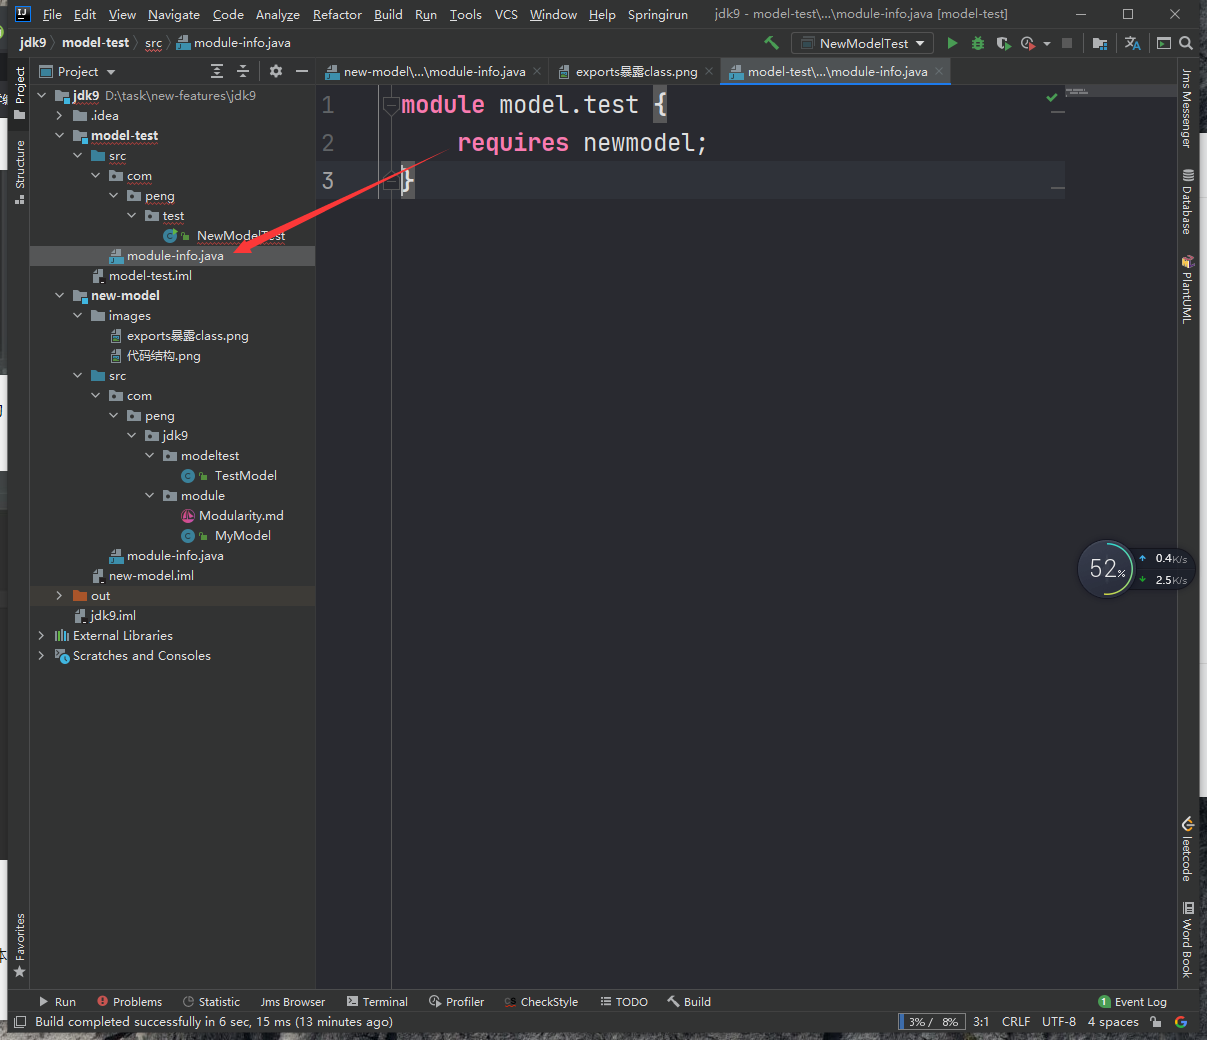 File Edit View Navigate Code Analyze Refactor Build Run Tools VCS Window Help Springirun jdk9 - model-test\...\module-info.java [model-test]
jdk9 model-test src module-info.java NewModelTest
Project new-model\...\module-info.java exports暴露class.png model-test\...\module-info.java
jdk9 D:\task\new-features\jdk9
.idea
model-test
src
com
peng
test
NewModelTest
module-info.java
model-test.iml
new-model
images
exports暴露class.png
代码结构.png
src
com
peng
jdk9
modeltest
TestModel
module
Modularity.md
MyModel
module-info.java
new-model.iml
out
jdk9.iml
External Libraries
Scratches and Consoles
1 module model.test {
2 requires newmodel;
3 }
Project
Structure
Favorites
Jms Messenger
Database
PlantUML
leetcode
Word Book
52%
0.4K/s
2.5K/s
Run Problems Statistic Jms Browser Terminal Profiler CheckStyle TODO Build 1 Event Log
Build completed successfully in 6 sec, 15 ms (13 minutes ago) 3% / 8% 3:1 CRLF UTF-8 4 spaces